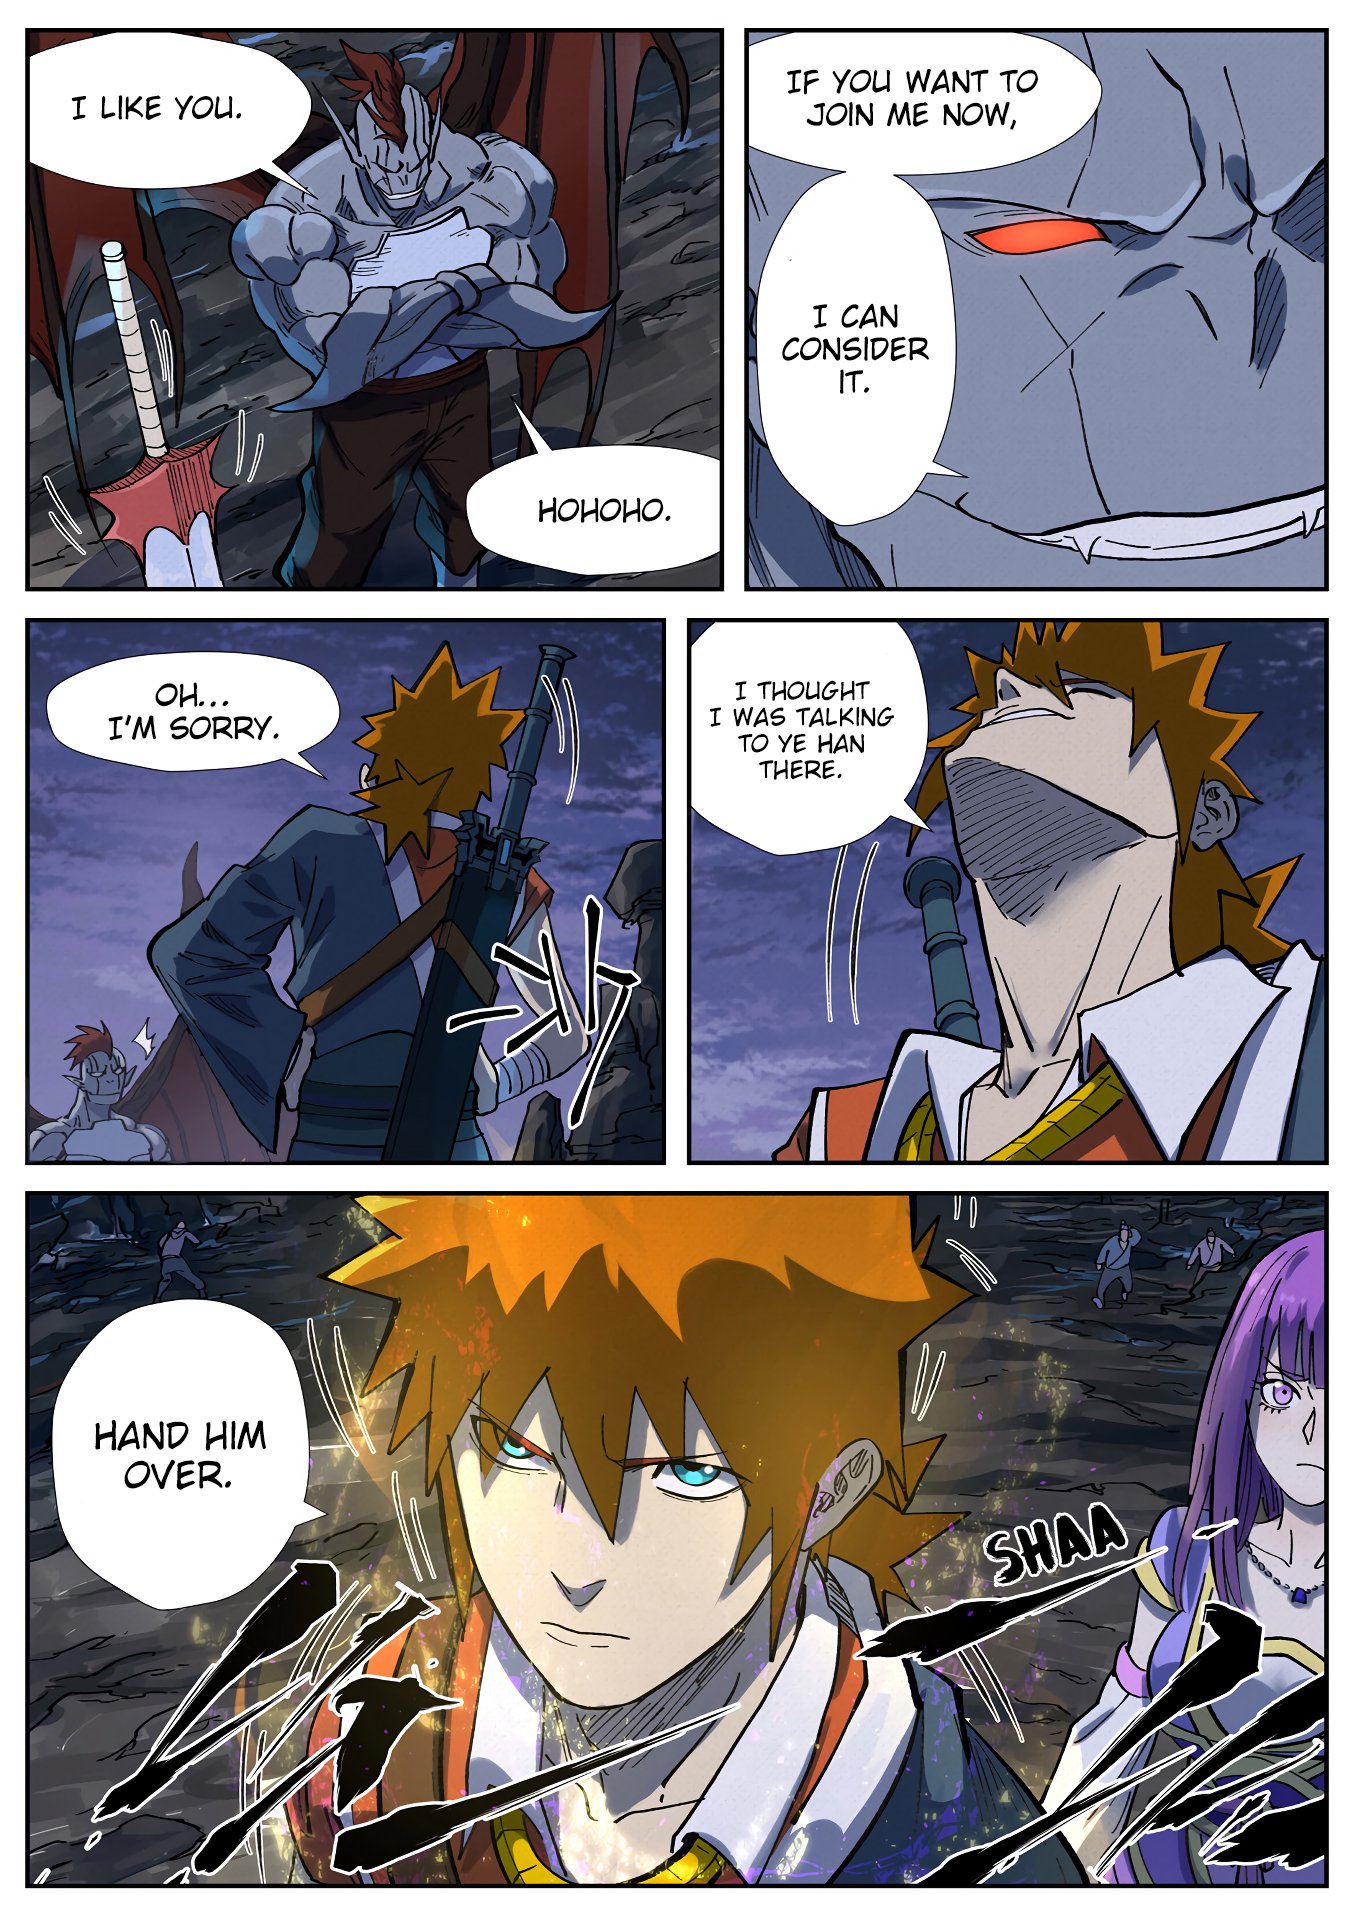 I LIKE YOU.
HOHOHO.
IF YOU WANT TO
JOIN ME NOW,
I CAN
CONSIDER
IT.
OH...
I'M SORRY.
I THOUGHT
I WAS TALKING
TO YE HAN
THERE.
HAND HIM
OVER.
SHAA